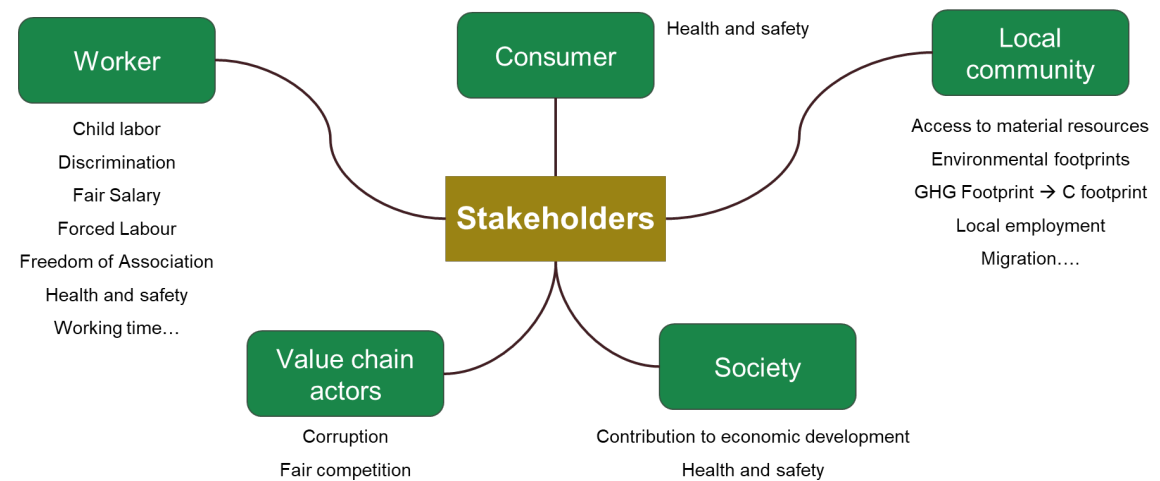 Worker
Child labor
Discrimination
Fair Salary
Forced Labour
Freedom of Association
Health and safety
Working time…
Consumer
Health and safety
Local
community
Access to material resources
Environmental footprints
GHG Footprint → C footprint
Local employment
Migration….
Stakeholders
Value chain
actors
Corruption
Fair competition
Society
Contribution to economic development
Health and safety